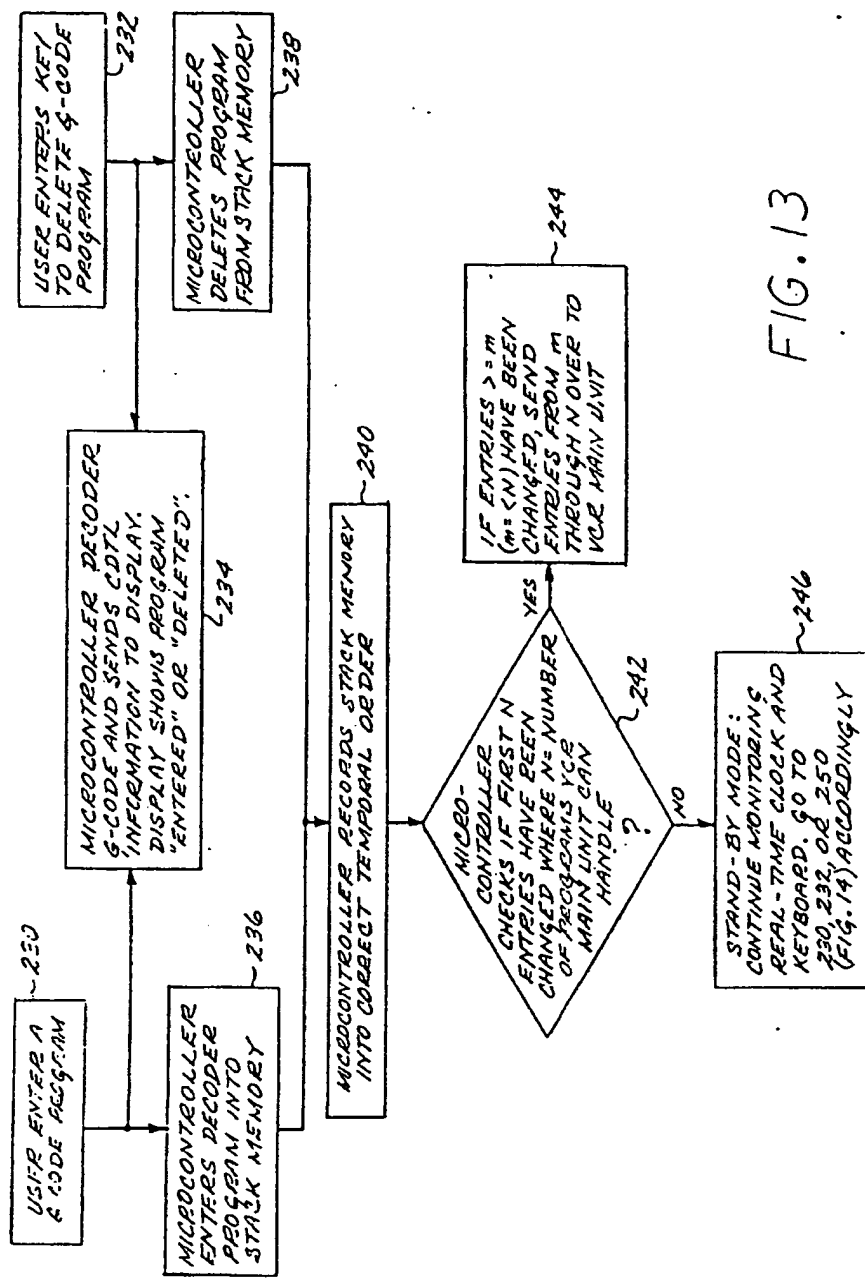 USER ENTER A
G CODE PROGRAM
230
USER ENTERS KEY
TO DELETE G-CODE
PROGRAM
232
MICROCONTROLLER DECODER
G-CODE AND SENDS CDTL
INFORMATION TO DISPLAY.
DISPLAY SHOWS PROGRAM
"ENTERED" OR "DELETED".
234
MICROCONTROLLER
ENTERS DECODER
PROGRAM INTO
STACK MEMORY
236
MICROCONTROLLER
DELETES PROGRAM
FROM STACK MEMORY
238
MICROCONTROLLER RECORDS STACK MEMORY
INTO CORRECT TEMPORAL ORDER
240
MICRO-
CONTROLLER
CHECKS IF FIRST N
ENTRIES HAVE BEEN
CHANGED WHERE N= NUMBER
OF PROGRAMS VCR
MAIN UNIT CAN
HANDLE
?
242
YES
IF ENTRIES >=m
(m=<N) HAVE BEEN
CHANGED, SEND
ENTRIES FROM m
THROUGH N OVER TO
VCR MAIN UNIT
244
NO
STAND-BY MODE:
CONTINUE MONITORING
REAL-TIME CLOCK AND
KEYBOARD. GO TO
230, 232, OR 250
(FIG. 14) ACCORDINGLY
246
FIG. 13